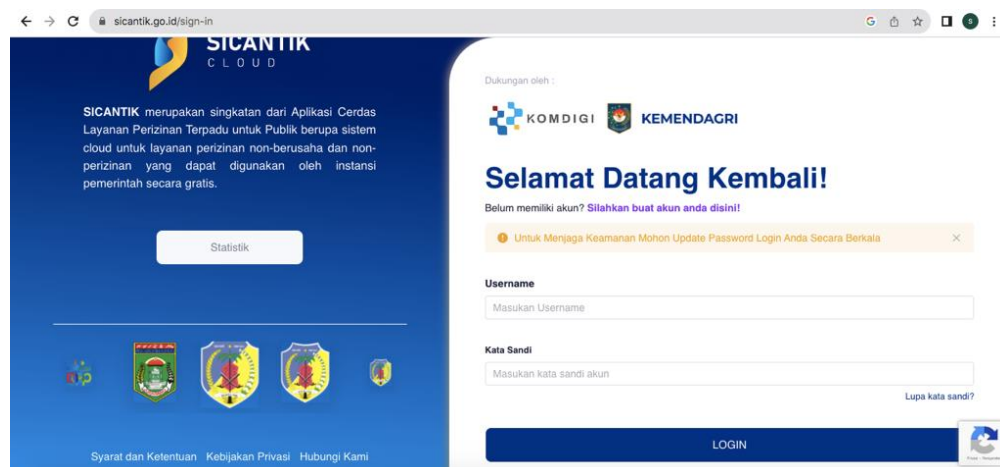 sicantik.go.id/sign-in
SICANTIK
CLOUD
SICANTIK merupakan singkatan dari Aplikasi Cerdas
Layanan Perizinan Terpadu untuk Publik berupa sistem
cloud untuk layanan perizinan non-berusaha dan non-
perizinan yang dapat digunakan oleh instansi
pemerintah secara gratis.
Statistik
Syarat dan Ketentuan Kebijakan Privasi Hubungi Kami
Dukungan oleh :
KOMDIGI KEMENDAGRI
Selamat Datang Kembali!
Belum memiliki akun? Silahkan buat akun anda disini!
Untuk Menjaga Keamanan Mohon Update Password Login Anda Secara Berkala
Username
Masukan Username
Kata Sandi
Masukan kata sandi akun
Lupa kata sandi?
LOGIN